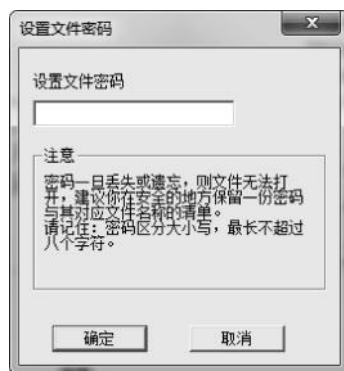 设置文件密码
设置文件密码
注意
密码一旦丢失或遗忘，则文件无法打
开，建议你在安全的地方保留一份密码
与其对应文件名称的清单。
请记住：密码区分大小写，最长不超过
八个字符。
确定
取消